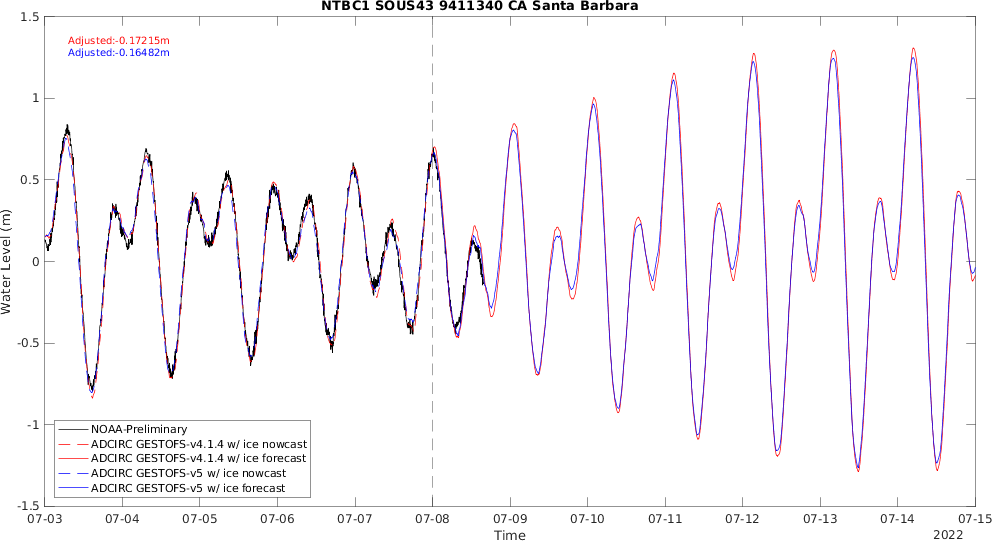 NTBC1 SOUS43 9411340 CA Santa Barbara
Adjusted:-0.17215m
Adjusted:-0.16482m
1.5
1
0.5
0
-0.5
-1
-1.5
Water Level (m)
NOAA-Preliminary
ADCIRC GESTOFS-v4.1.4 w/ ice nowcast
ADCIRC GESTOFS-v4.1.4 w/ ice forecast
ADCIRC GESTOFS-v5 w/ ice nowcast
ADCIRC GESTOFS-v5 w/ ice forecast
07-03 07-04 07-05 07-06 07-07 07-08 07-09 07-10 07-11 07-12 07-13 07-14 07-15
Time
2022